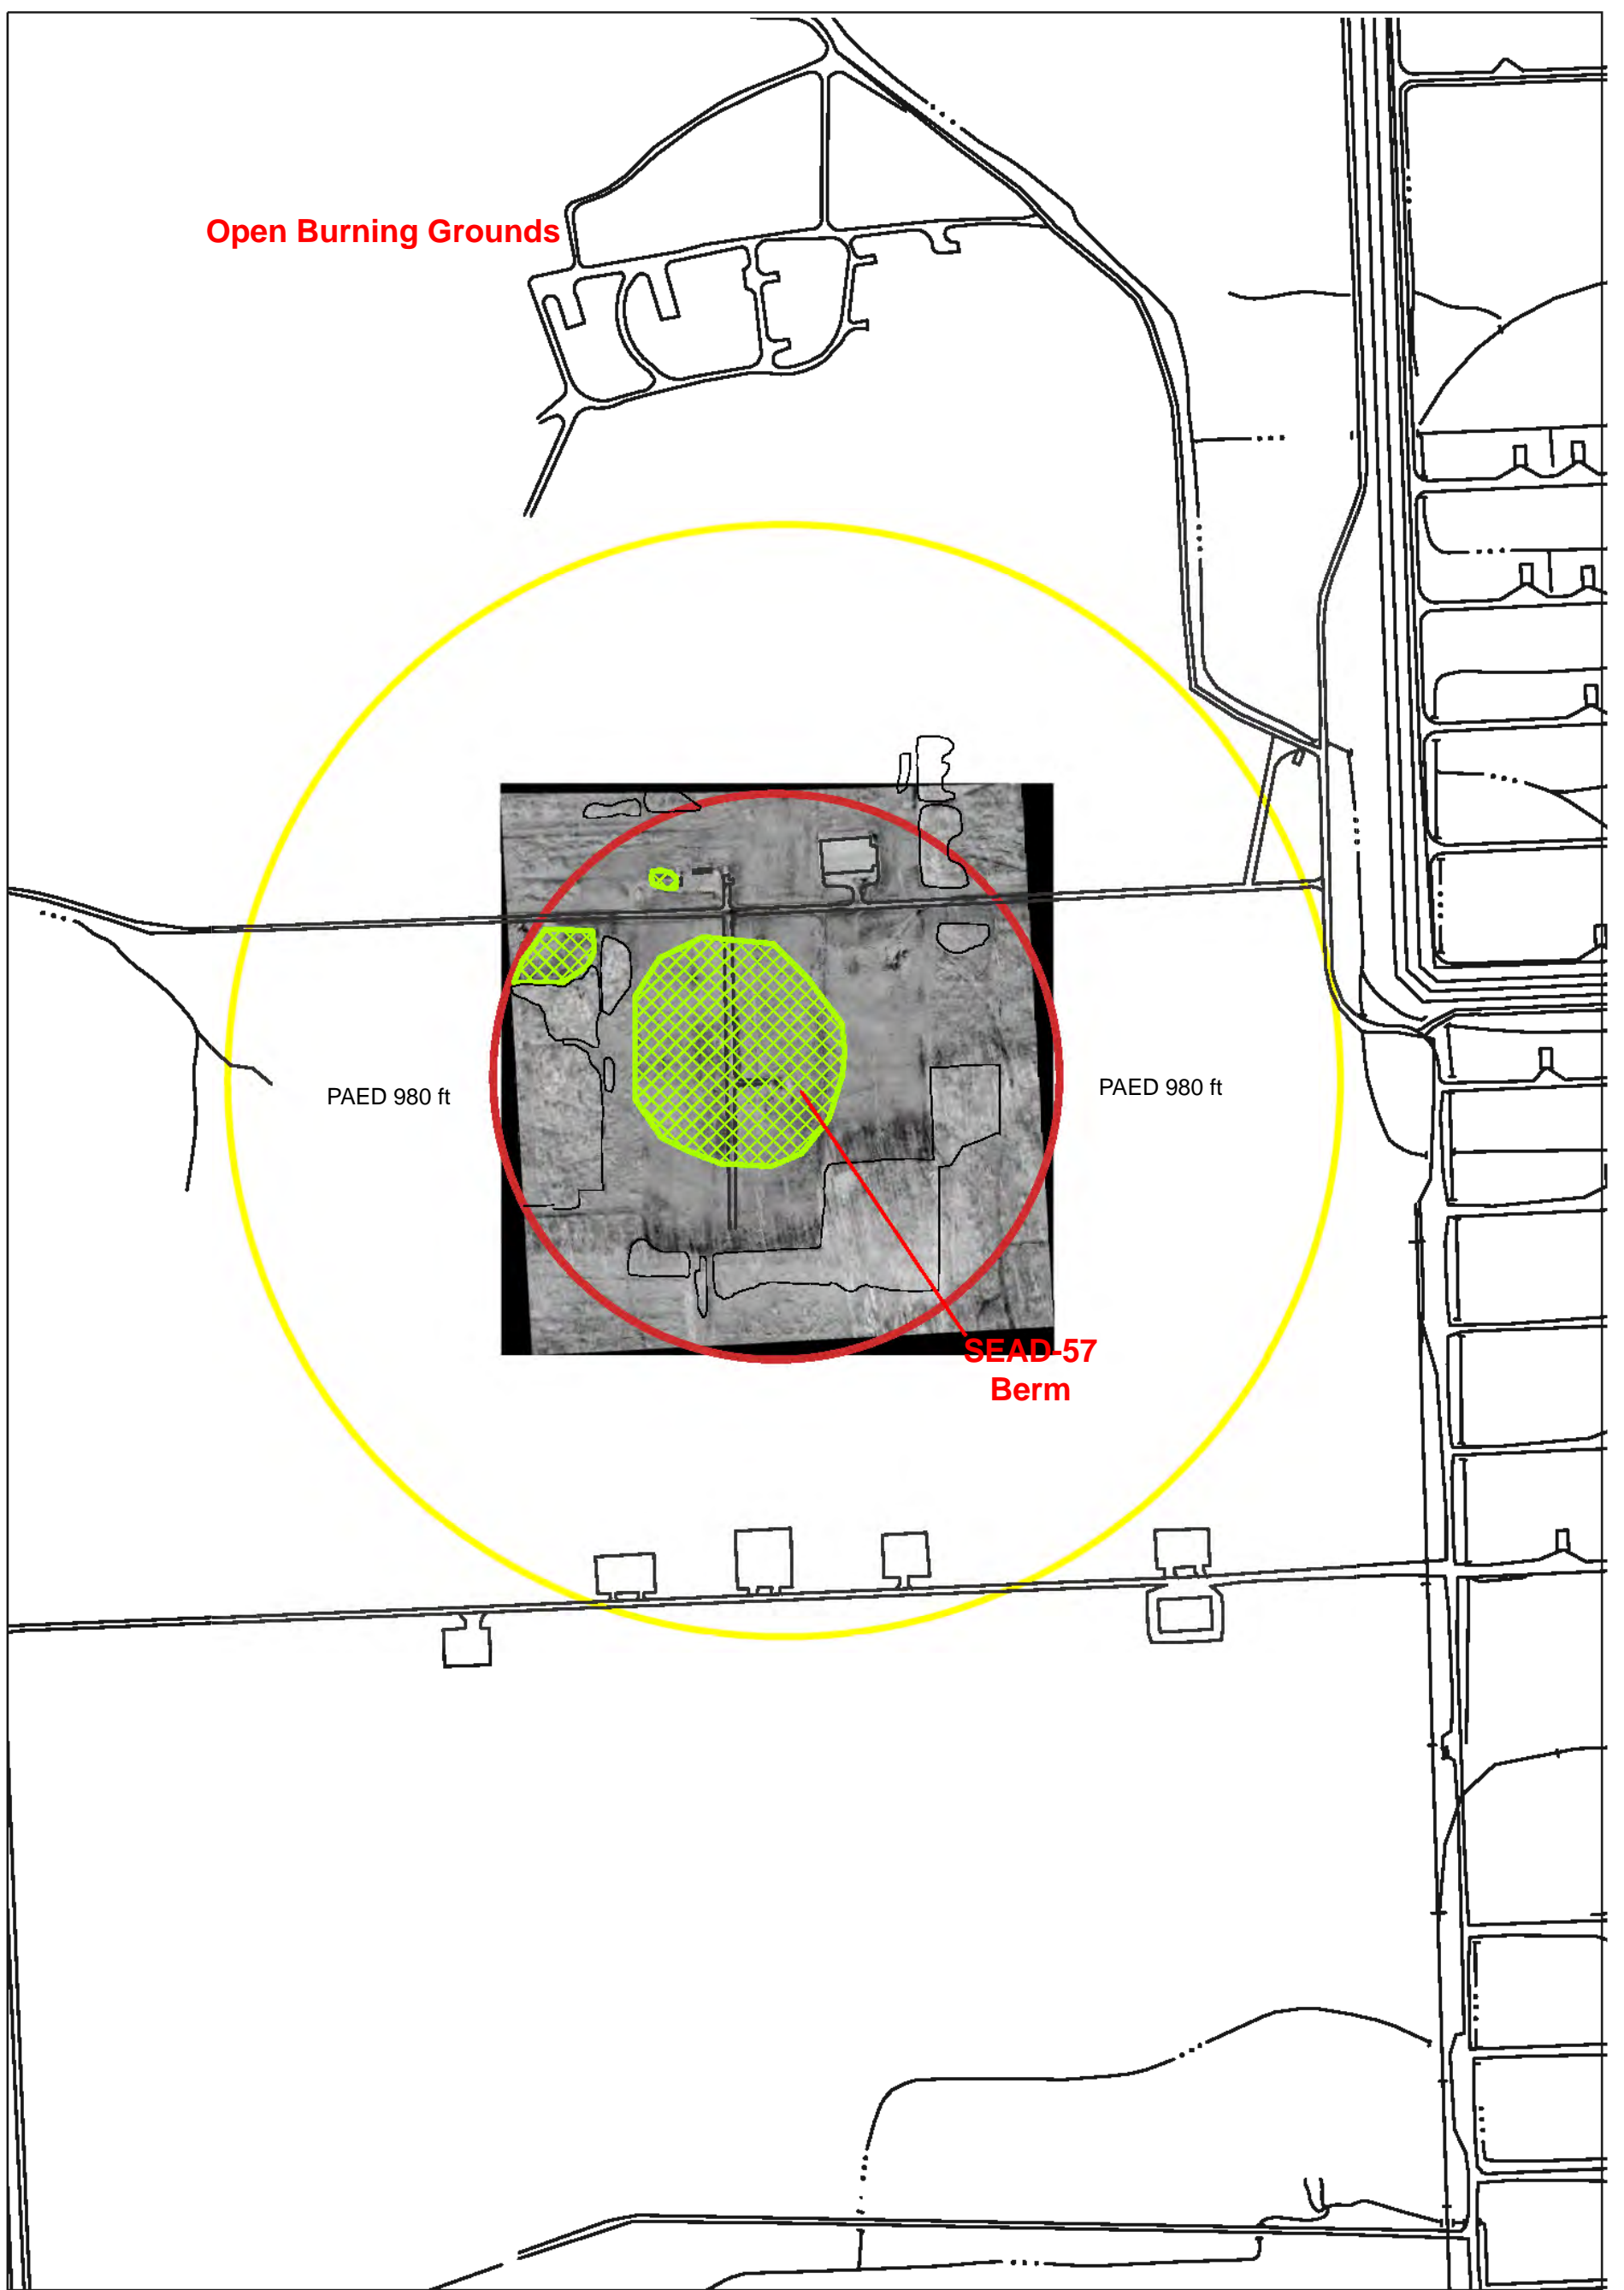 Open Burning Grounds
PAED 980 ft
PAED 980 ft
SEAD-57
Berm